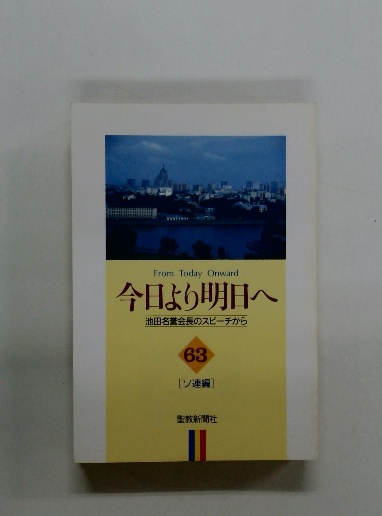 From Today Onward
今日より明日へ
池田名誉会長のスピーチから
63
[ソ連編]
聖教新聞社